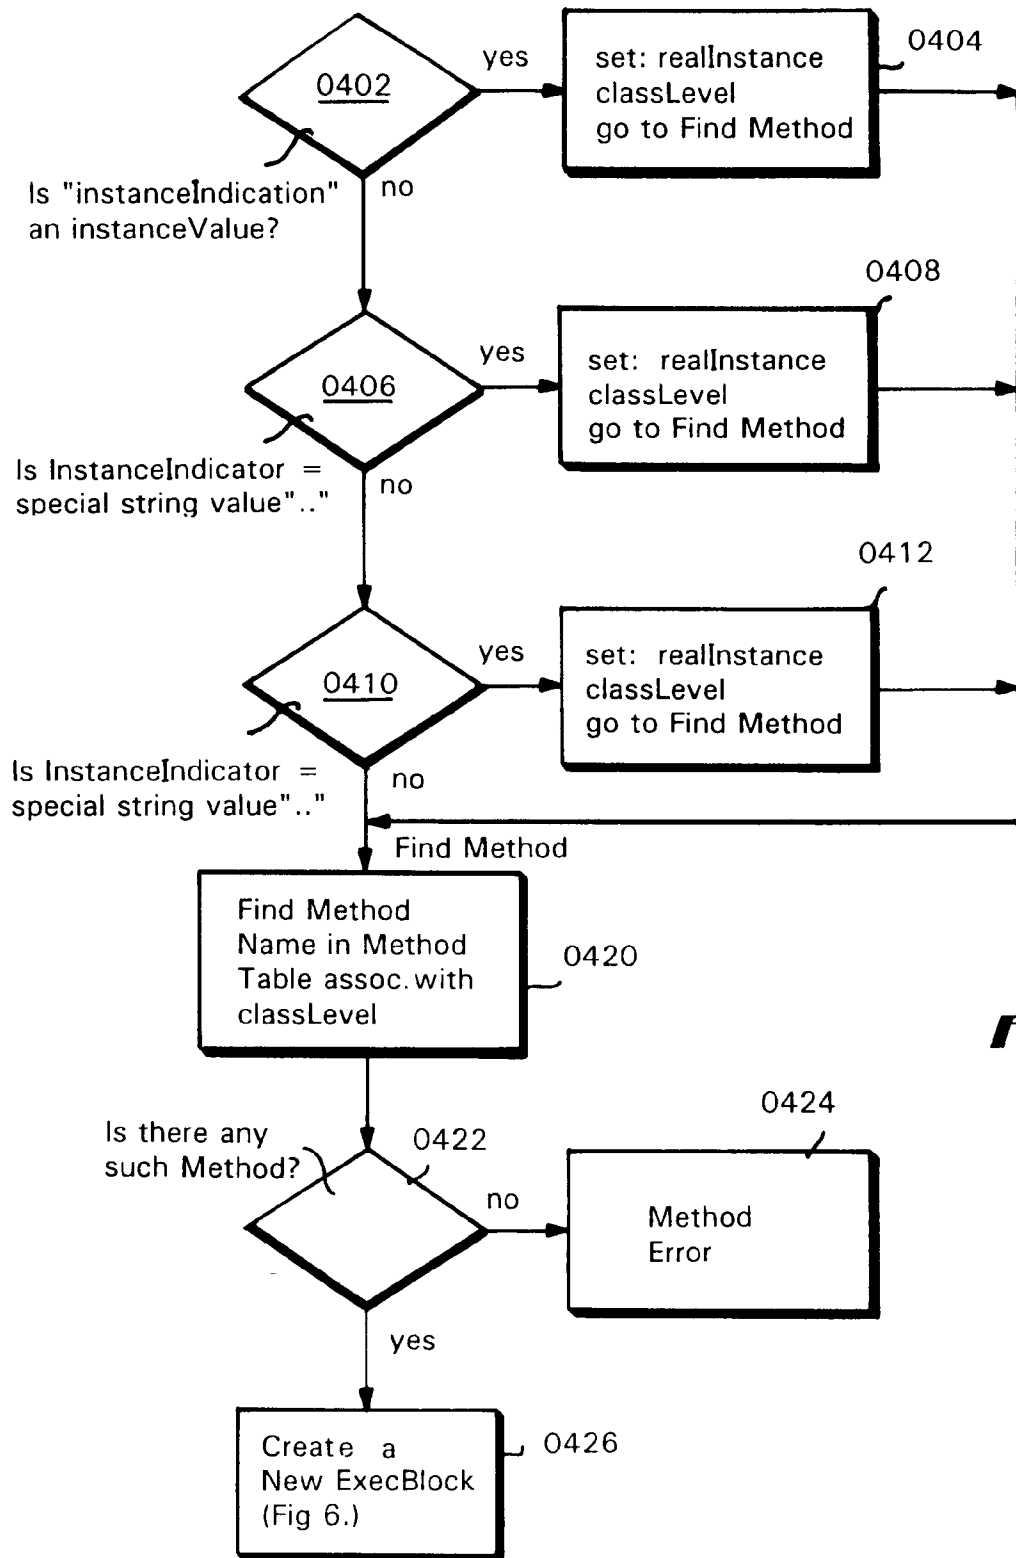 0402
yes
set: realInstance
classLevel
go to Find Method
0404
Is "instanceIndication"
an instanceValue?
no
0406
yes
set: realInstance
classLevel
go to Find Method
0408
Is InstanceIndicator =
special string value".."
no
0410
yes
set: realInstance
classLevel
go to Find Method
0412
Is InstanceIndicator =
special string value".."
no
Find Method
Find Method
Name in Method
Table assoc. with
classLevel
0420
Is there any
such Method?
0422
no
Method
Error
0424
yes
Create a
New ExecBlock
(Fig 6.)
0426